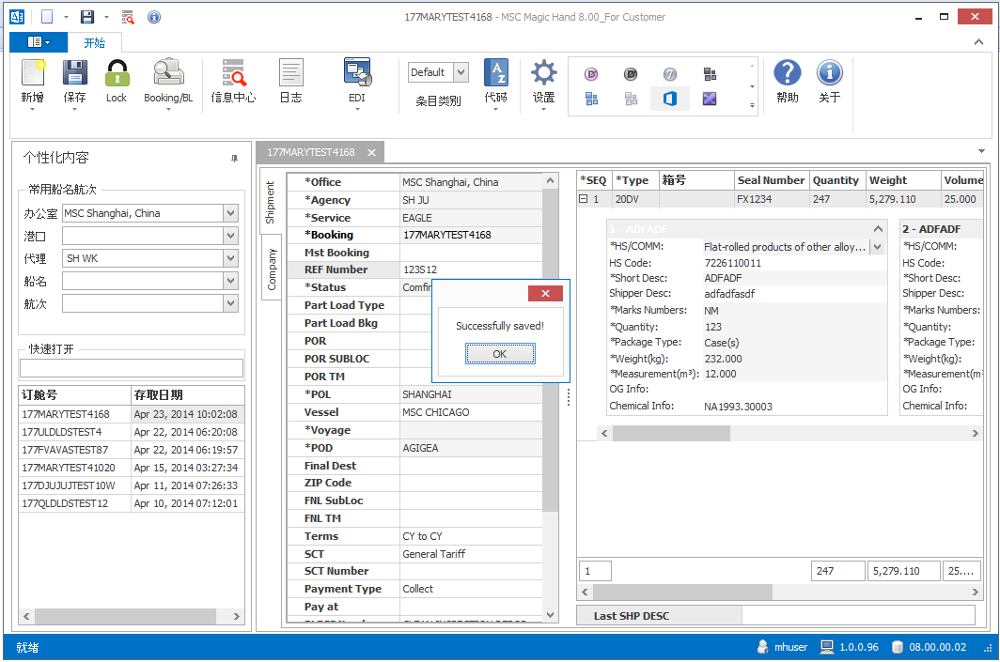 177MARYTEST4168 - MSC Magic Hand 8.00_For Customer
开始
新增
保存
Lock
Booking/BL
信息中心
日志
EDI
Default
条目类别
代码
设置
帮助
关于
个性化内容
常用船名航次
办公室 MSC Shanghai, China
港口
代理 SH WK
船名
航次
快速打开
订舱号 存取日期
177MARYTEST4168 Apr 23, 2014 10:02:08
177ULDLDSTEST4 Apr 22, 2014 06:20:08
177FVAVASTEST87 Apr 22, 2014 06:19:57
177MARYTEST41020 Apr 15, 2014 03:27:34
177DJUJUJTEST10W Apr 11, 2014 07:26:33
177QLDLDSTEST12 Apr 10, 2014 07:12:01
177MARYTEST4168
Shipment
Company
*Office MSC Shanghai, China
*Agency SH JU
*Service EAGLE
*Booking 177MARYTEST4168
Mst Booking
REF Number 123S12
*Status Comfir
Part Load Type
Part Load Bkg
POR
POR SUBLOC
POR TM
*POL SHANGHAI
Vessel MSC CHICAGO
*Voyage
*POD AGIGEA
Final Dest
ZIP Code
FNL SubLoc
FNL TM
Terms CY to CY
SCT General Tariff
SCT Number
Payment Type Collect
Pay at
Successfully saved!
OK
*SEQ *Type 箱号 Seal Number Quantity Weight Volume
1 20DV FX1234 247 5,279.110 25.000
1 - ADFADF
*HS/COMM: Flat-rolled products of other alloy...
HS Code: 7226110011
*Short Desc: ADFADF
Shipper Desc: adfadfasdf
*Marks Numbers: NM
*Quantity: 123
*Package Type: Case(s)
*Weight(kg): 232.000
*Measurement(m³): 12.000
OG Info:
Chemical Info: NA1993.30003
2 - ADFADF
*HS/COMM:
HS Code:
*Short Desc:
Shipper Desc:
*Marks Numbers:
*Quantity:
*Package Type:
*Weight(kg):
*Measurement(m³
OG Info:
Chemical Info:
1 247 5,279.110 25....
Last SHP DESC
就绪
mhuser
1.0.0.96
08.00.00.02